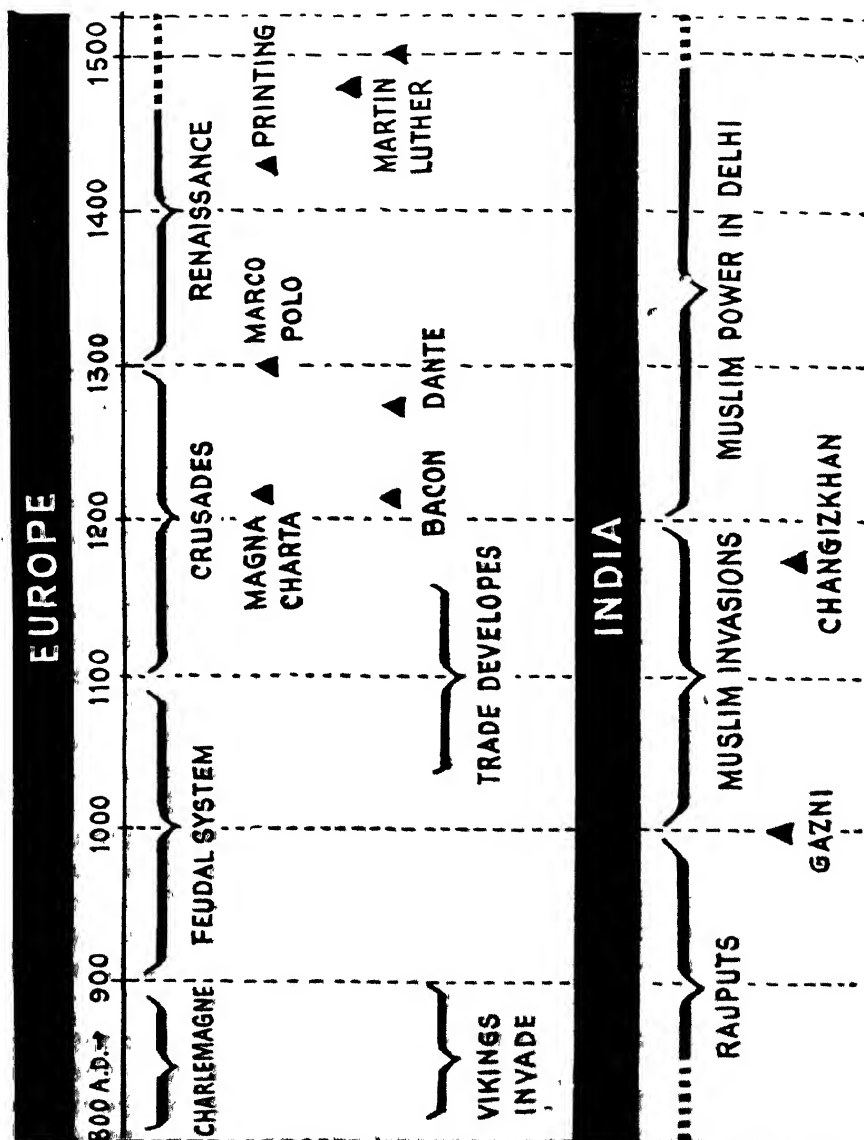 EUROPE
800 A.D.→ 900 1000 1100 1200 1300 1400 1500
CHARLEMAGNE
FEUDAL SYSTEM
CRUSADES
RENAISSANCE
MAGNA
CHARTA
MARCO
POLO
PRINTING
VIKINGS
INVADE
TRADE DEVELOPES
BACON
DANTE
MARTIN
LUTHER
INDIA
RAJPUTS
MUSLIM INVASIONS
MUSLIM POWER IN DELHI
GAZNI
CHANGIZKHAN